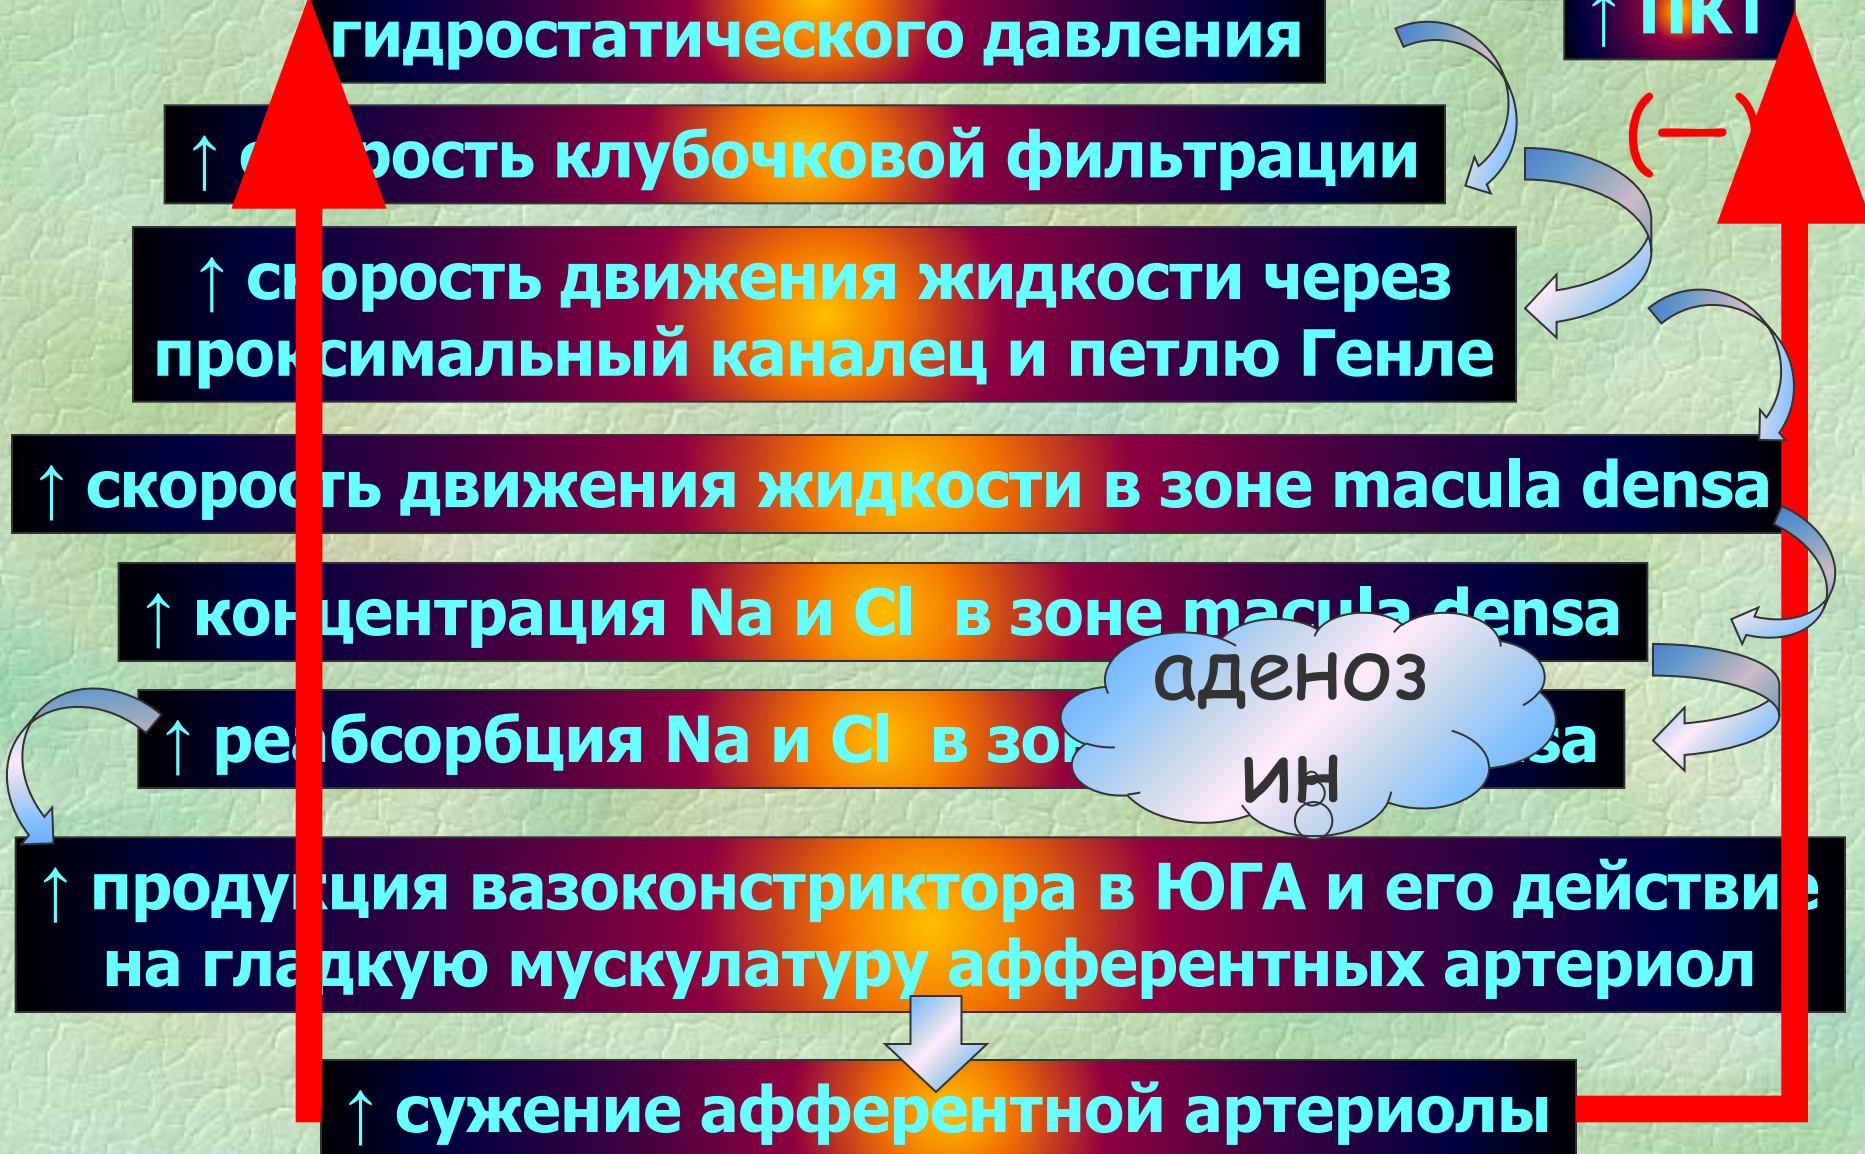 гидростатического давления
↑ ПКТ
(—)
↑ скорость клубочковой фильтрации
↑ скорость движения жидкости через
проксимальный каналец и петлю Генле
↑ скорость движения жидкости в зоне macula densa
↑ концентрация Na и Cl в зоне macula densa
аденоз
ин
↑ реабсорбция Na и Cl в зо
↑ продукция вазоконстриктора в ЮГА и его действие
на гладкую мускулатуру афферентных артериол
↑ сужение афферентной артериолы